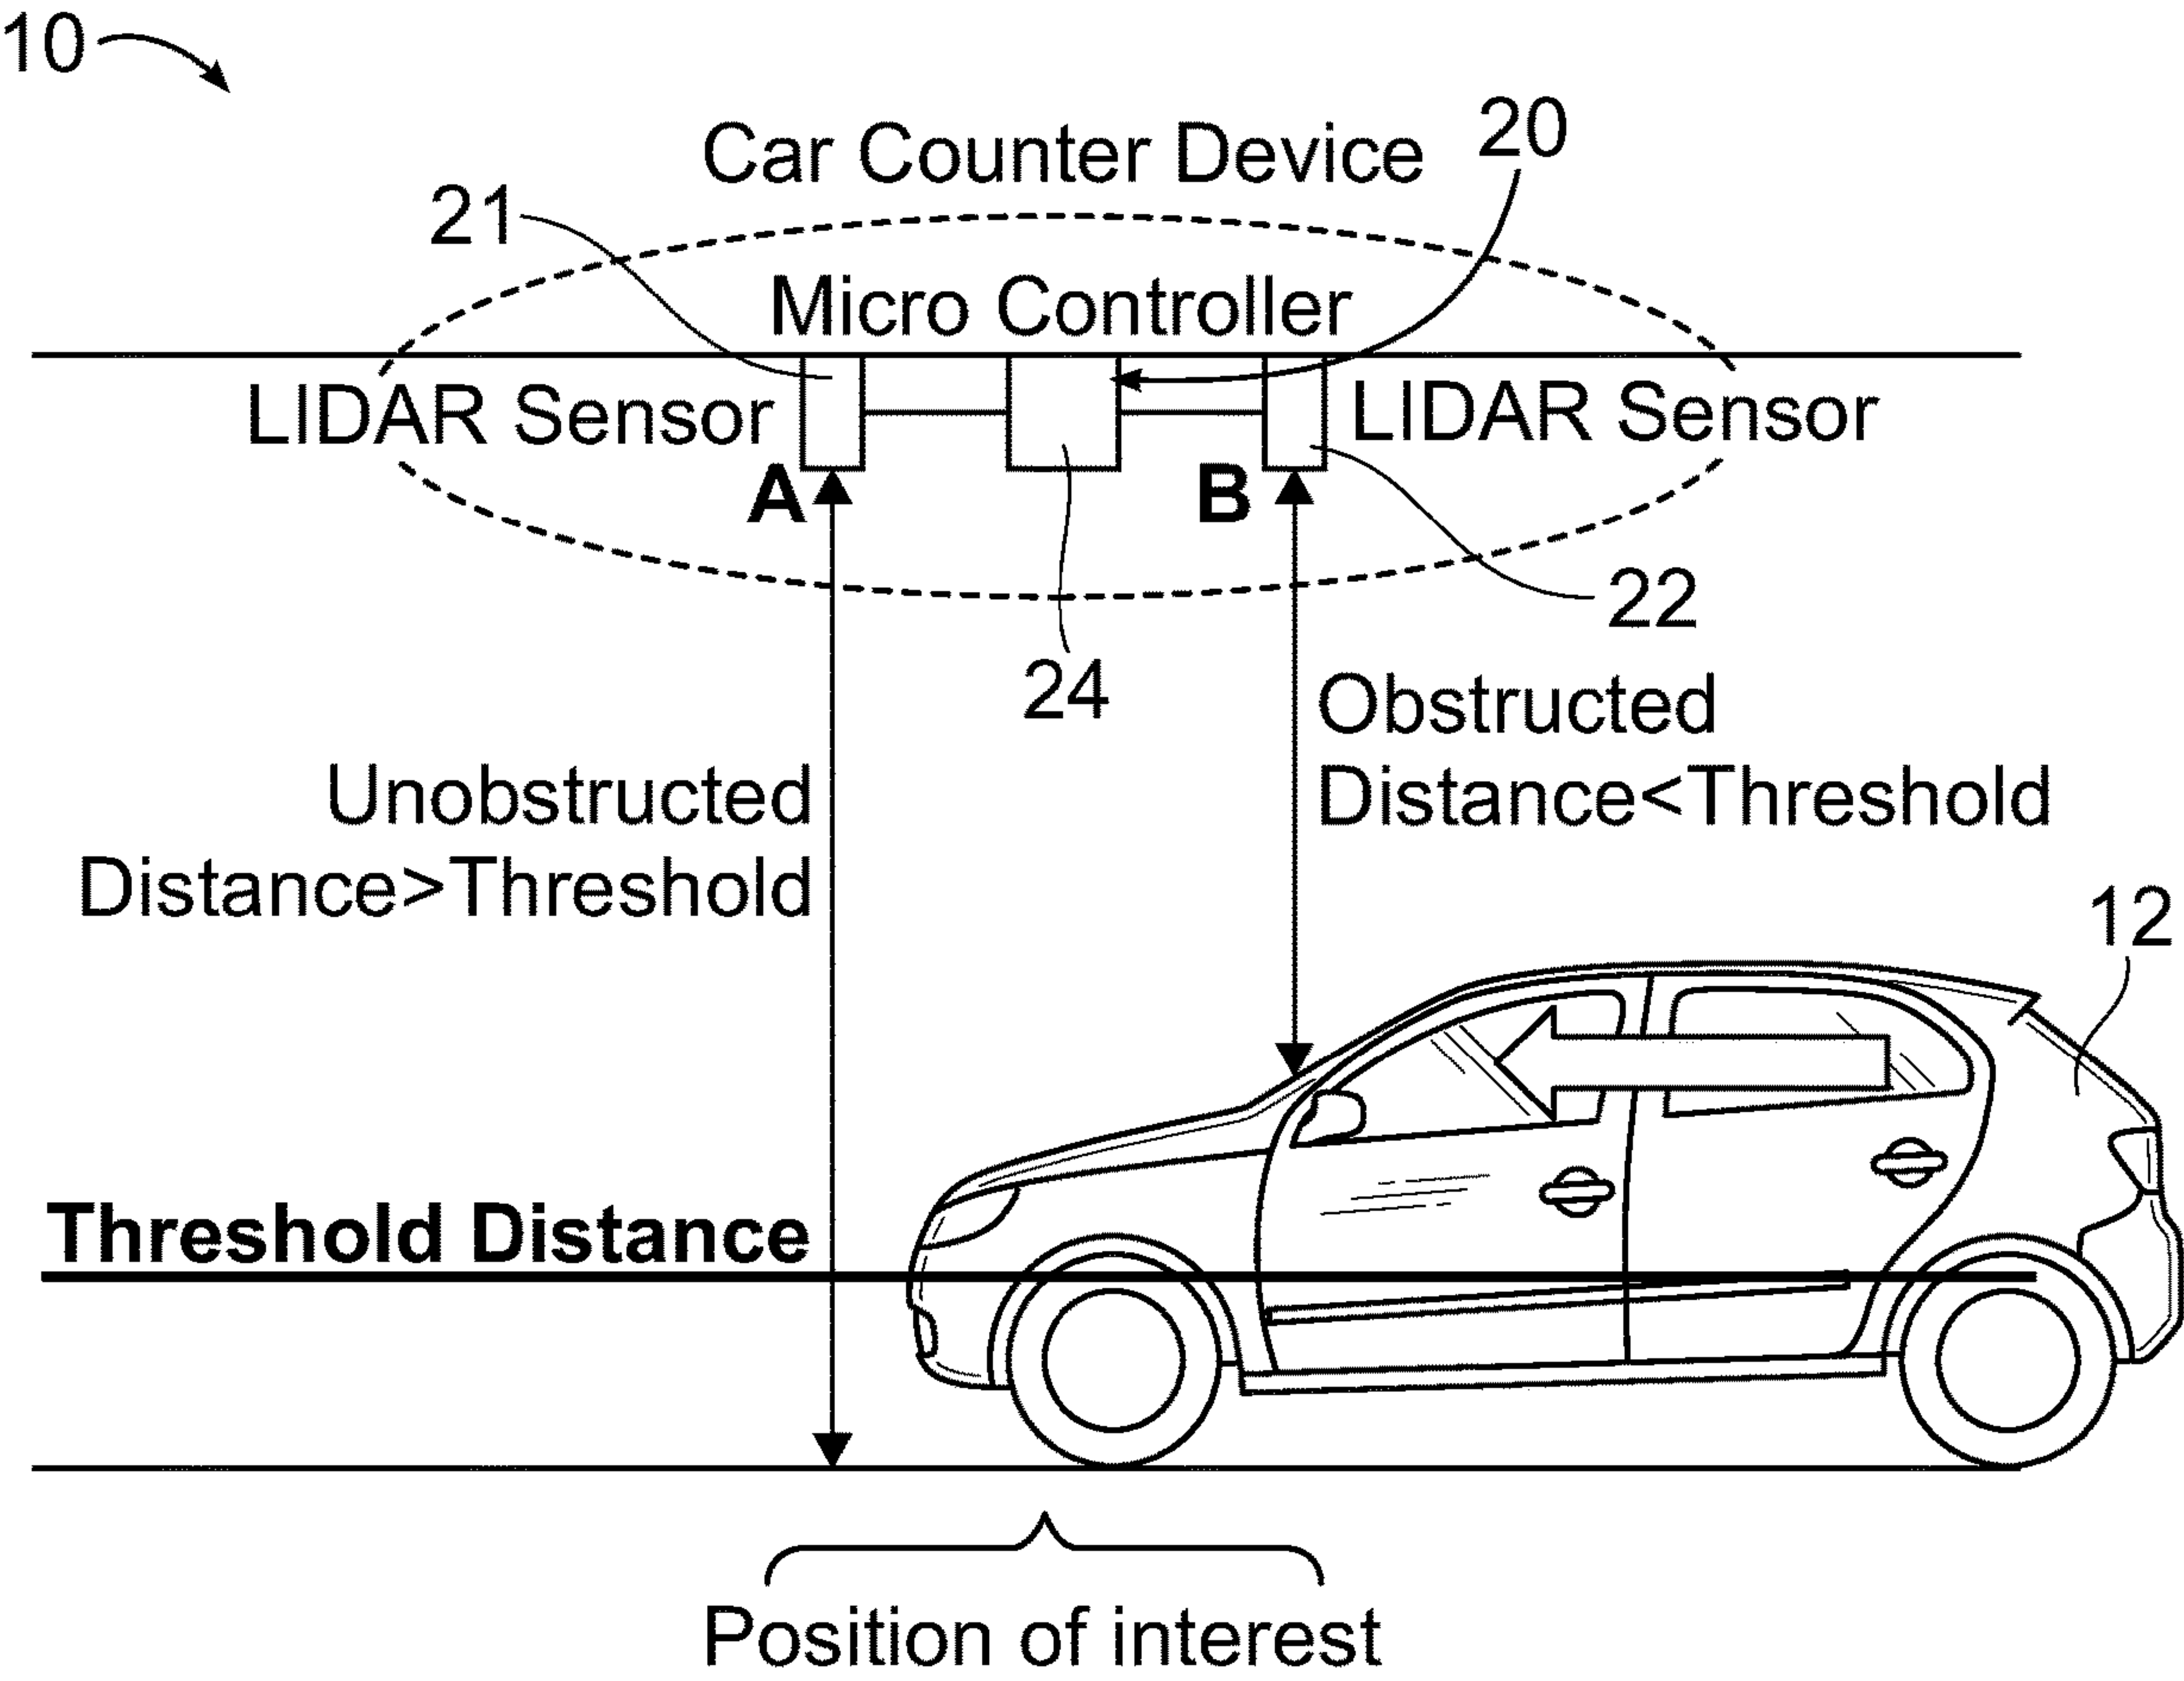 10
Car Counter Device
20
21
Micro Controller
LIDAR Sensor
LIDAR Sensor
A
B
22
24
Obstructed
Distance<Threshold
Unobstructed
Distance>Threshold
12
Threshold Distance
Position of interest